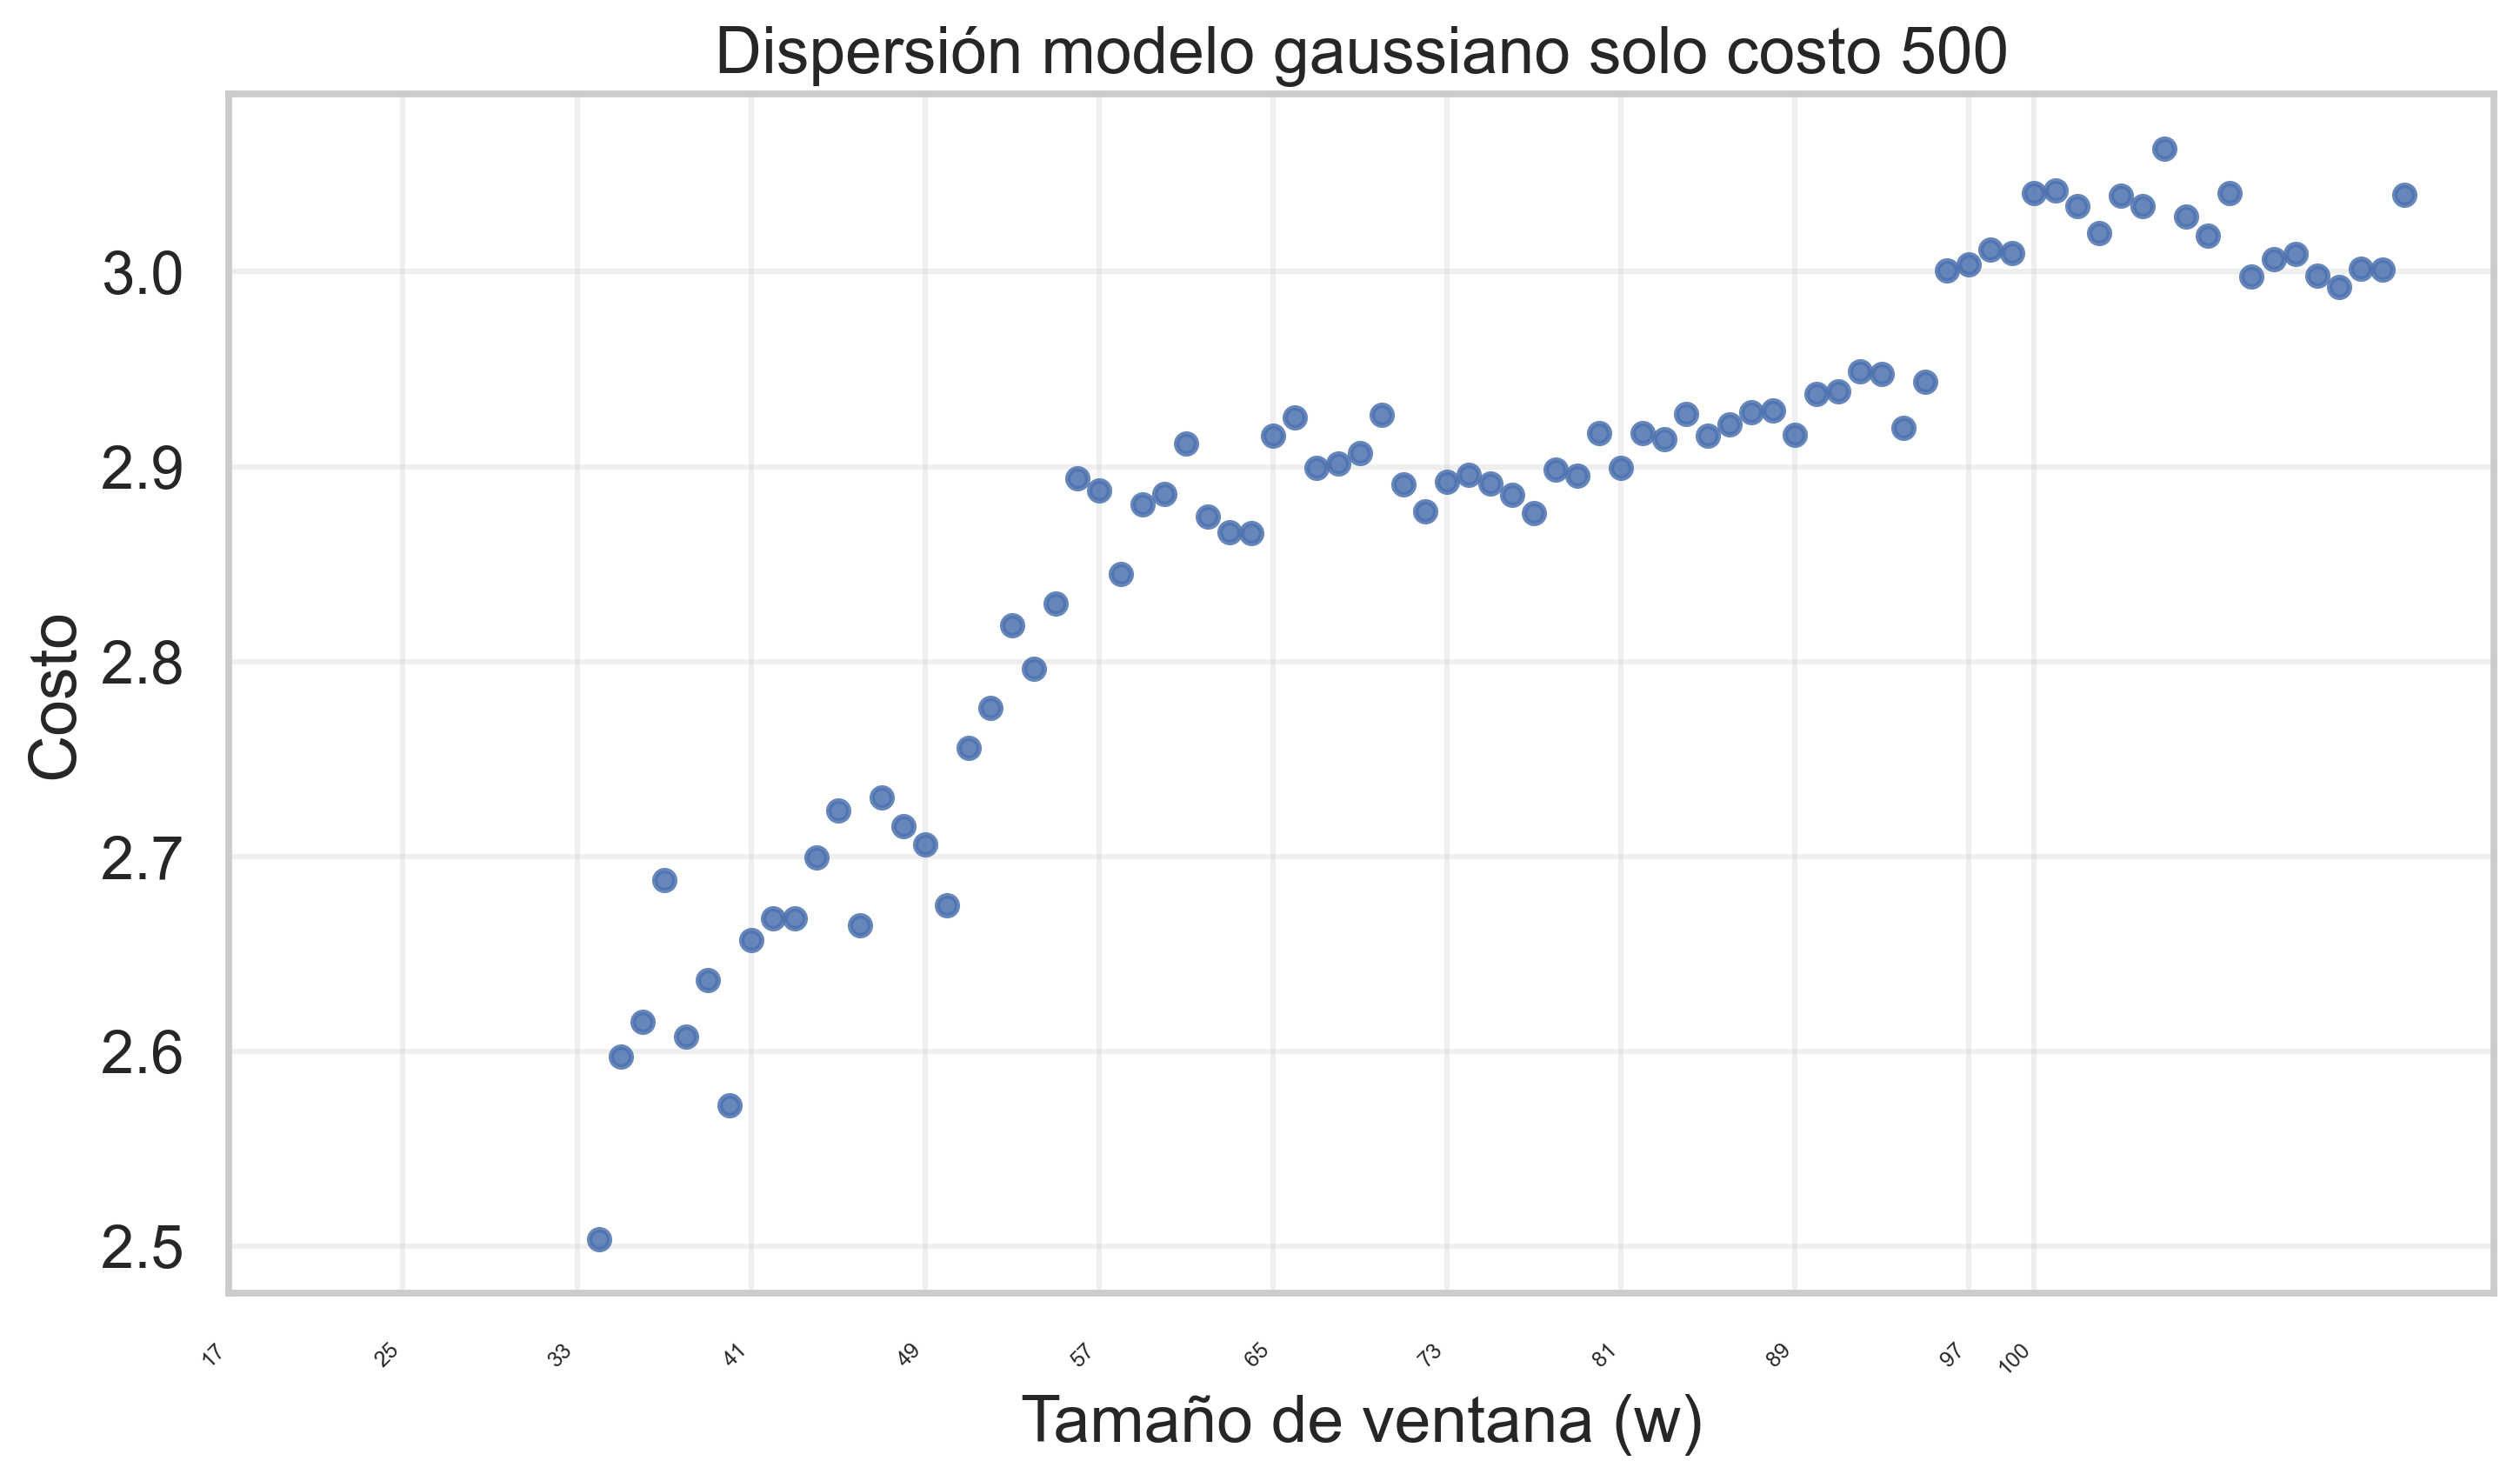 Dispersión modelo gaussiano solo costo 500
3.0
2.9
2.8
2.7
2.6
2.5
Costo
17 25 33 41 49 57 65 73 81 89 97 100
Tamaño de ventana (w)